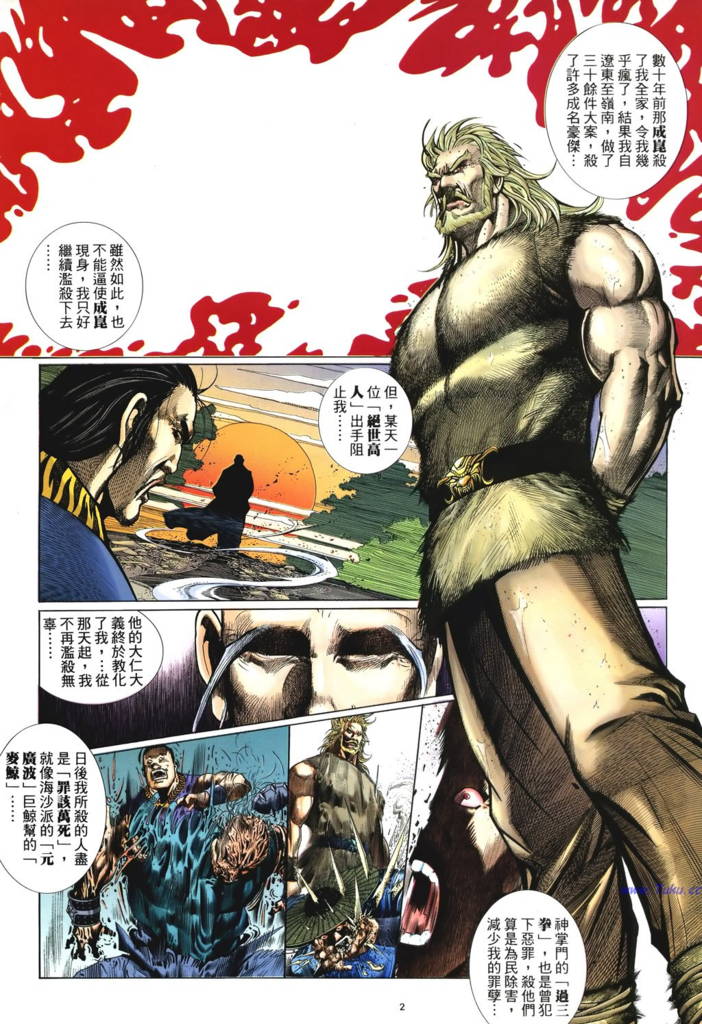 數十年前那成崑殺
了我全家，令我幾
乎瘋了，結果我自
遼東至嶺南，做了
三十餘件大案，殺
了許多成名豪傑…
雖然如此，也
不能逼使成崑
現身，我只好
繼續濫殺下去
……
但，某天一
位「絕世高
人」出手阻
止我……
他的大仁大
義終於教化
了我，…從
那天起，我
不再濫殺無
辜……
日後我所殺的人盡
是「罪該萬死」，
就像海沙派的「元
廣波」巨鯨幫的「
麥鯨」……
神掌門的「過三
拳」，也是曾犯
下惡罪，殺他們
算是為民除害，
減少我的罪孽…
2